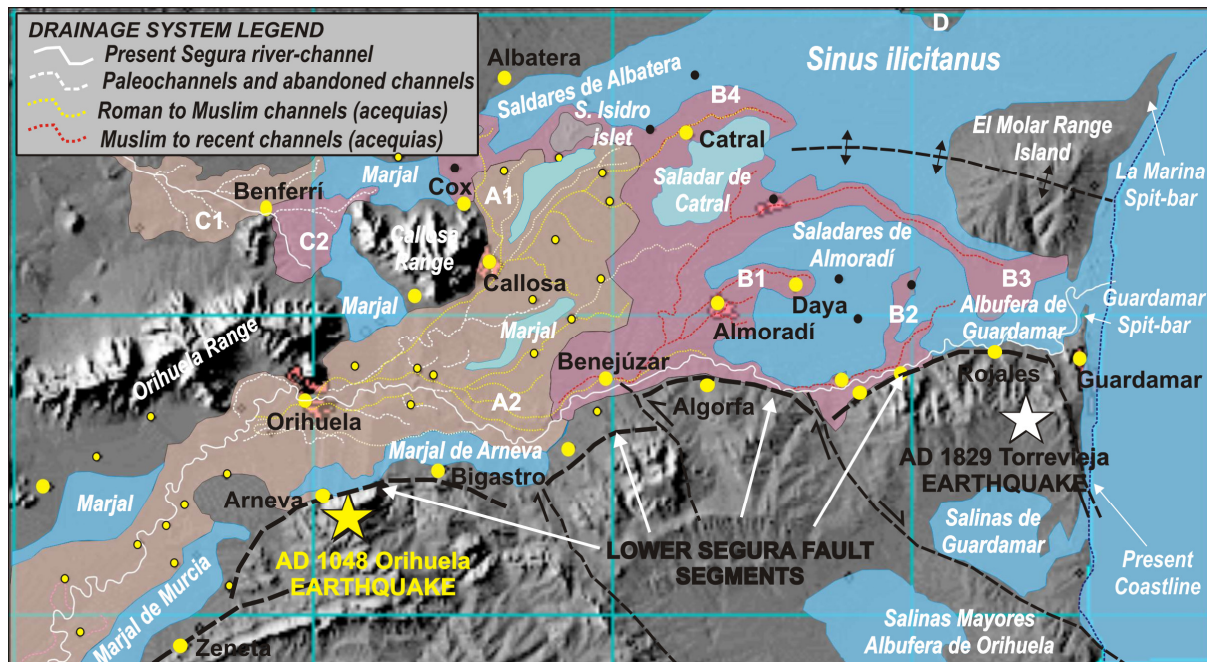 DRAINAGE SYSTEM LEGEND
Present Segura river-channel
Paleochannels and abandoned channels
Roman to Muslim channels (acequias)
Muslim to recent channels (acequias)
D
Albatera
Saldares de Albatera
Sinus ilicitanus
S. Isidro
islet
B4
Catral
El Molar Range
Island
La Marina
Spit-bar
Marjal
Cox
A1
Saladar de
Catral
Benferrí
C1
C2
Callosa
Range
Saladares de
Almoradí
Callosa
B1
Daya
B3
Marjal
Almoradí
B2
Albufera de
Guardamar
Guardamar
Spit-bar
Marjal
Orihuela Range
Benejúzar
Rojales
Guardamar
Orihuela
A2
Algorfa
Marjal de Arneva
Bigastro
AD 1829 Torrevieja
EARTHQUAKE
Marjal
Arneva
Salinas de
Guardamar
LOWER SEGURA FAULT
SEGMENTS
AD 1048 Orihuela
EARTHQUAKE
Present
Coastline
Marjal de Murcia
Salinas Mayores
Albufera de Orihuela
Zeneta